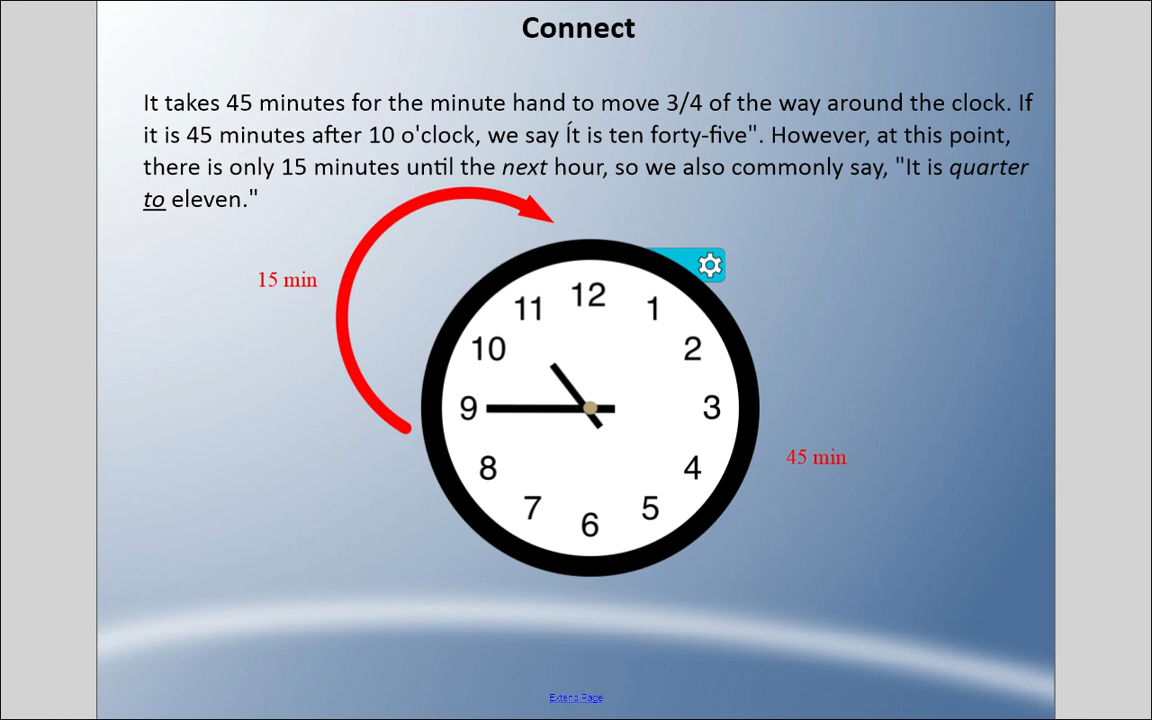 Connect
It takes 45 minutes for the minute hand to move 3/4 of the way around the clock. If
it is 45 minutes after 10 o'clock, we say Ít is ten forty-five". However, at this point,
there is only 15 minutes until the next hour, so we also commonly say, "It is quarter
to eleven."
15 min
12
11
1
10
2
9
3
45 min
8
4
7
5
6
Extend Page